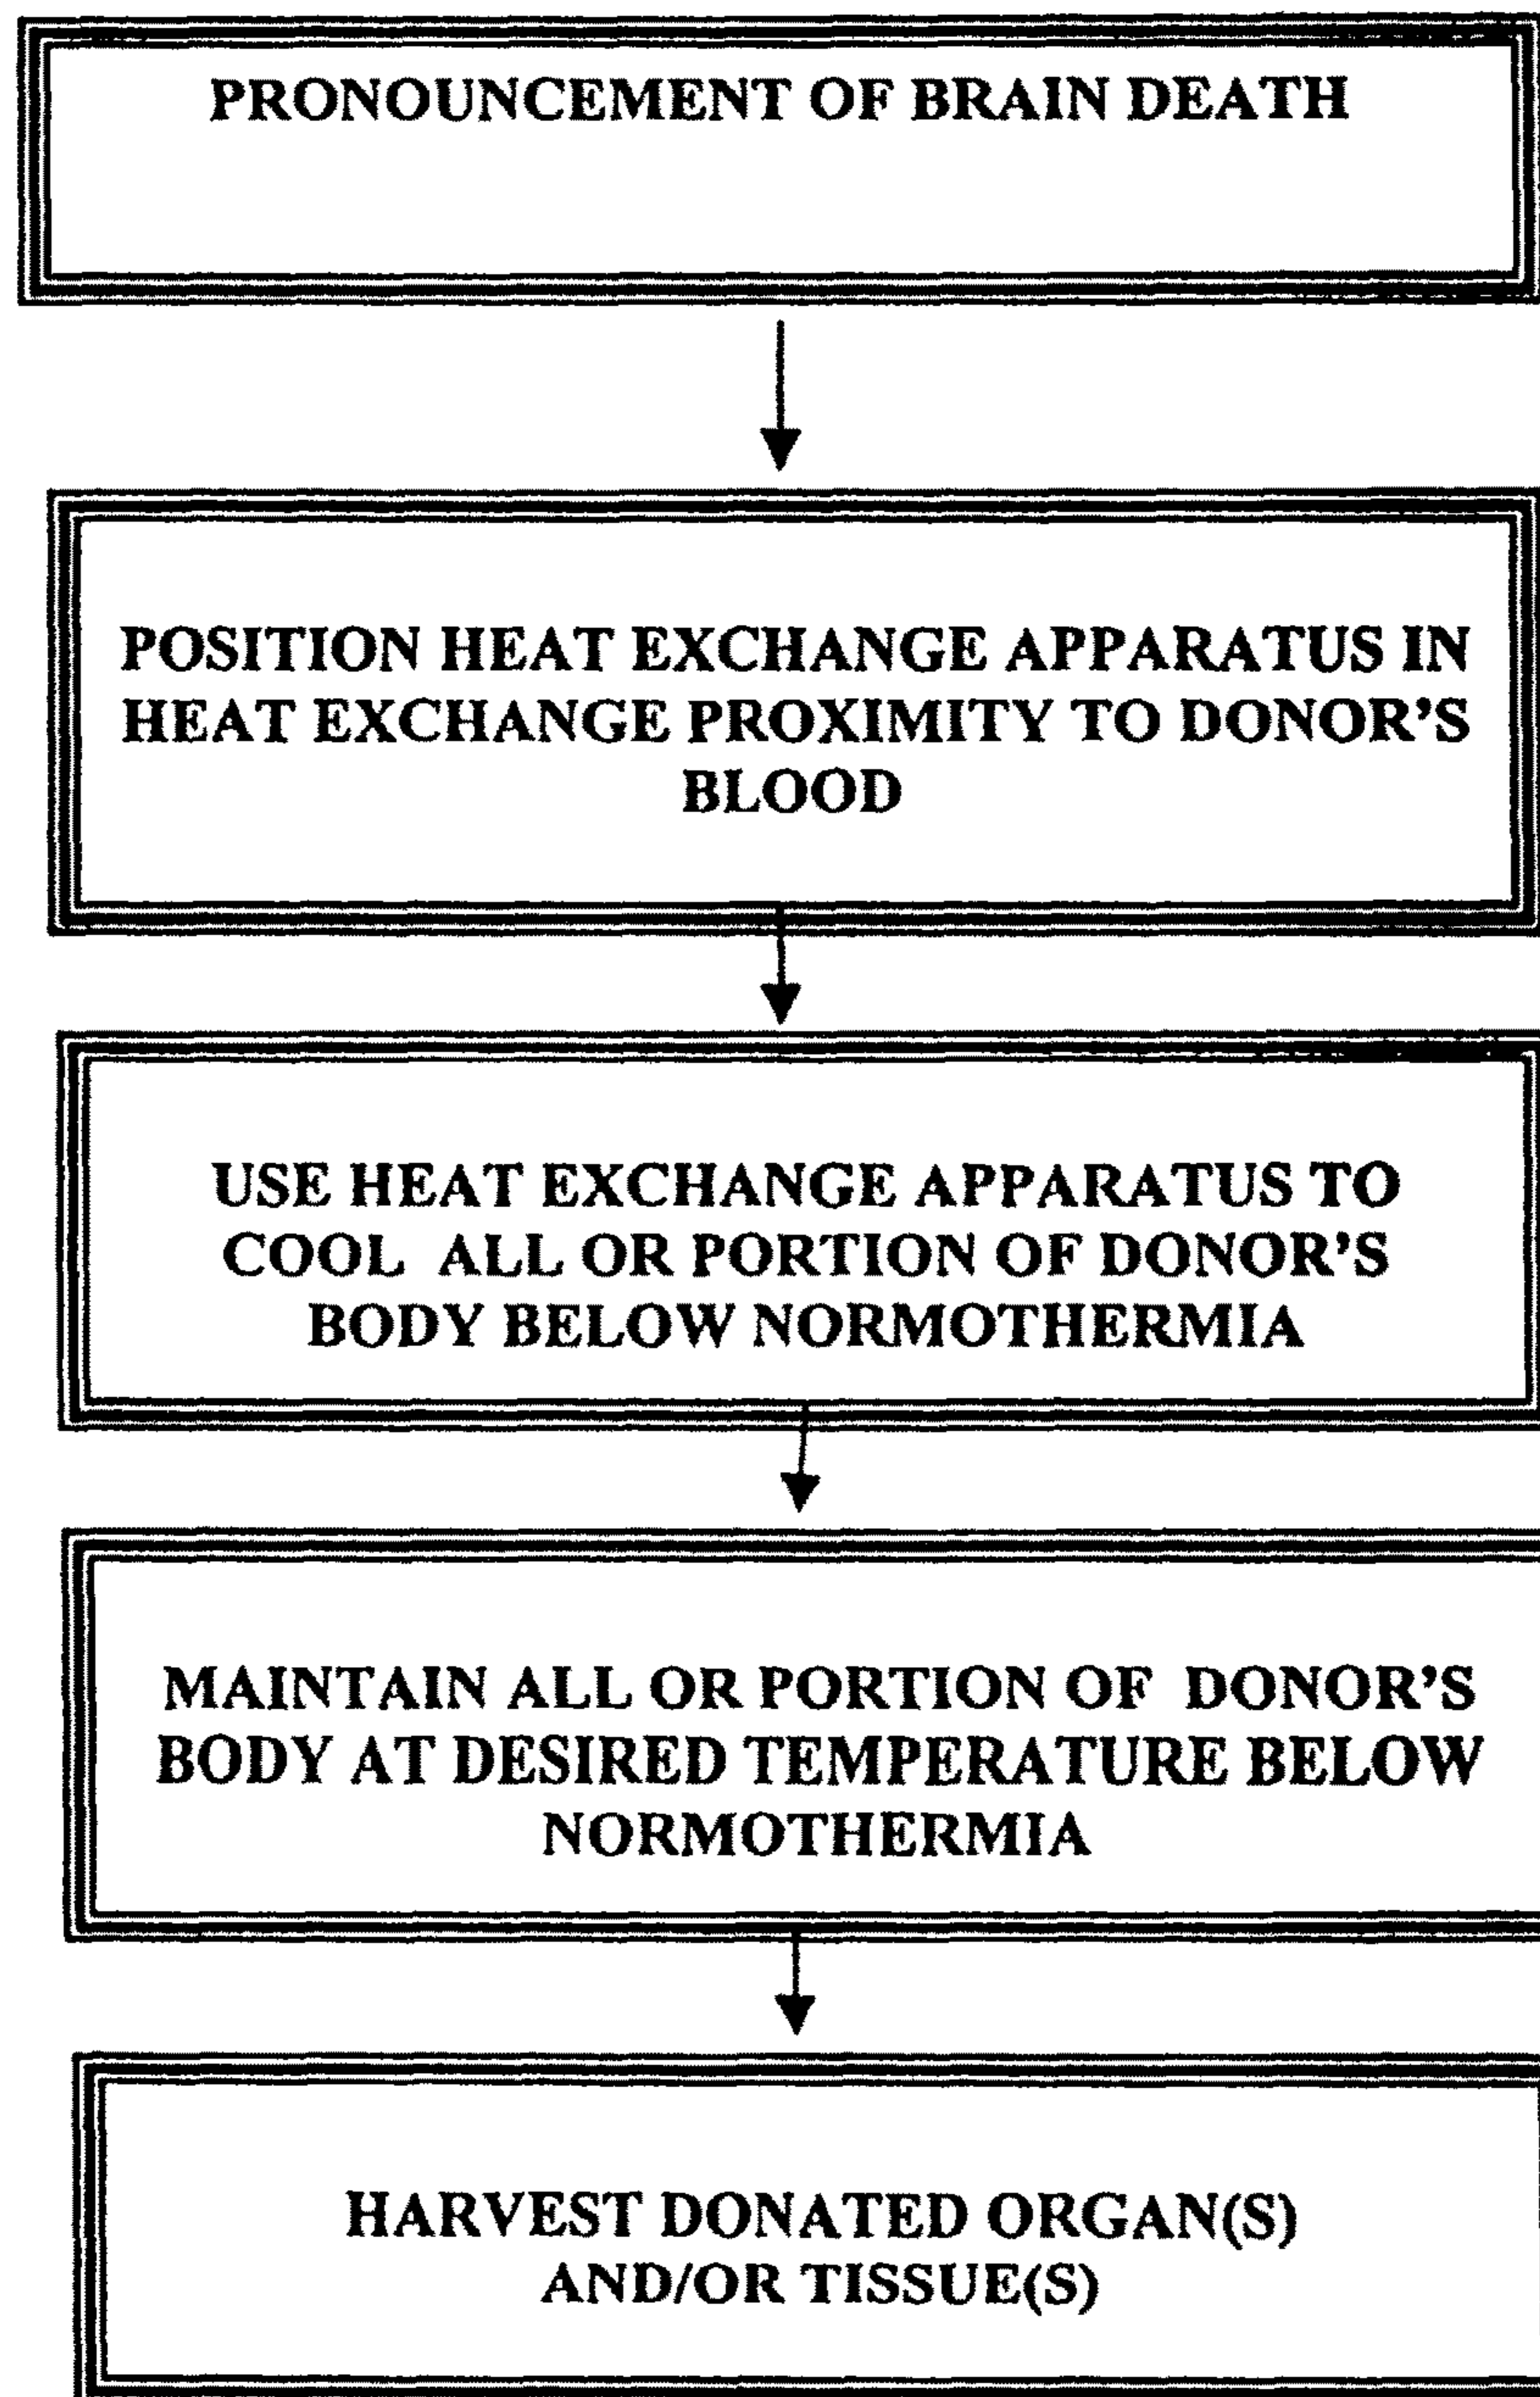 PRONOUNCEMENT OF BRAIN DEATH
POSITION HEAT EXCHANGE APPARATUS IN
HEAT EXCHANGE PROXIMITY TO DONOR'S
BLOOD
USE HEAT EXCHANGE APPARATUS TO
COOL ALL OR PORTION OF DONOR'S
BODY BELOW NORMOTHERMIA
MAINTAIN ALL OR PORTION OF DONOR'S
BODY AT DESIRED TEMPERATURE BELOW
NORMOTHERMIA
HARVEST DONATED ORGAN(S)
AND/OR TISSUE(S)